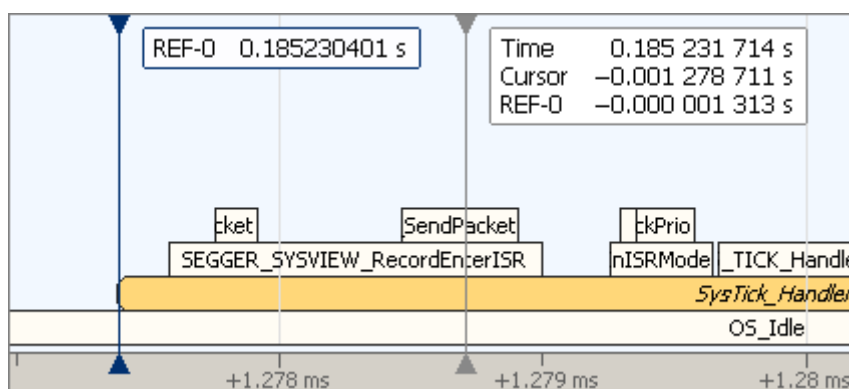 REF-0 0.185230401 s
Time 0.185 231 714 s
Cursor −0.001 278 711 s
REF-0 −0.000 001 313 s
cket
SendPacket
ckPrio
SEGGER_SYSVIEW_RecordEnterISR
nISRMode
_TICK_Handle
SysTick_Handler
OS_Idle
+1.278 ms
+1.279 ms
+1.28 ms